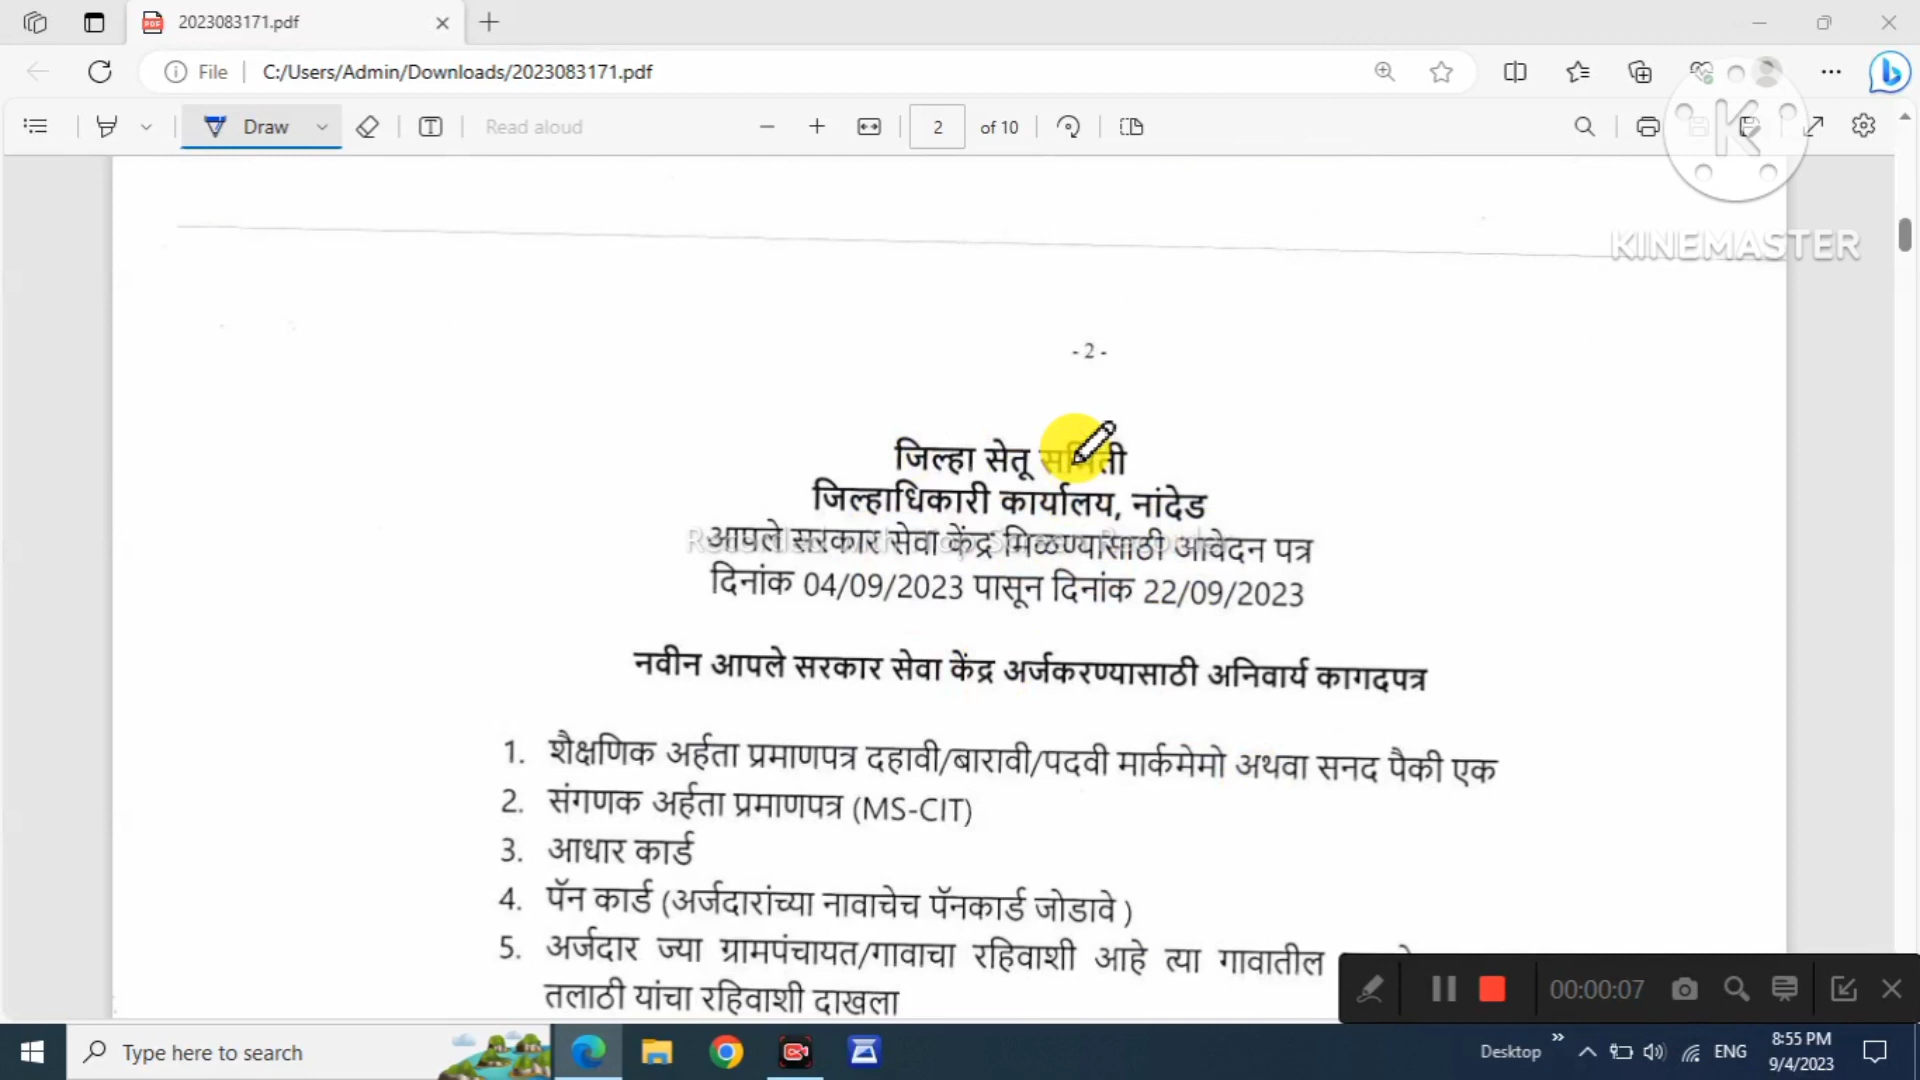 2023083171.pdf
File
C:/Users/Admin/Downloads/2023083171.pdf
Draw
Read aloud
2 of 10
KINEMASTER
- 2 -
जिल्हा सेतू समिती
जिल्हाधिकारी कार्यालय, नांदेड
आपले सरकार सेवा केंद्र मिळण्यासाठी आवेदन पत्र
दिनांक 04/09/2023 पासून दिनांक 22/09/2023
नवीन आपले सरकार सेवा केंद्र अर्जकरण्यासाठी अनिवार्य कागदपत्र
1. शैक्षणिक अर्हता प्रमाणपत्र दहावी/बारावी/पदवी मार्कमेमो अथवा सनद पैकी एक
2. संगणक अर्हता प्रमाणपत्र (MS-CIT)
3. आधार कार्ड
4. पॅन कार्ड (अर्जदारांच्या नावाचेच पॅनकार्ड जोडावे )
5. अर्जदार ज्या ग्रामपंचायत/गावाचा रहिवाशी आहे त्या गावातील
तलाठी यांचा रहिवाशी दाखला
00:00:07
Type here to search
Desktop
ENG
8:55 PM
9/4/2023